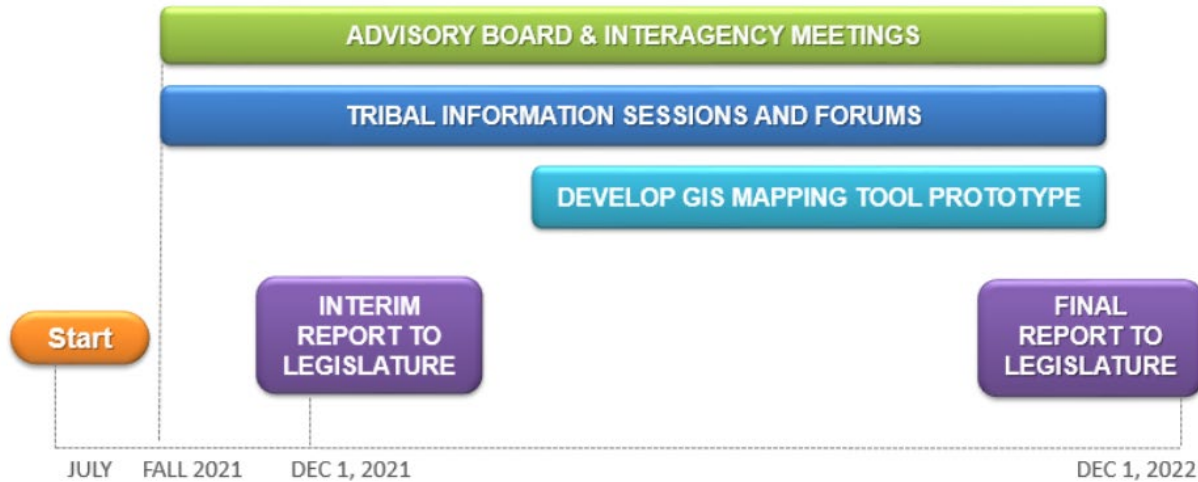 ADVISORY BOARD & INTERAGENCY MEETINGS
TRIBAL INFORMATION SESSIONS AND FORUMS
DEVELOP GIS MAPPING TOOL PROTOTYPE
Start
INTERIM
REPORT TO
LEGISLATURE
FINAL
REPORT TO
LEGISLATURE
JULY
FALL 2021
DEC 1, 2021
DEC 1, 2022